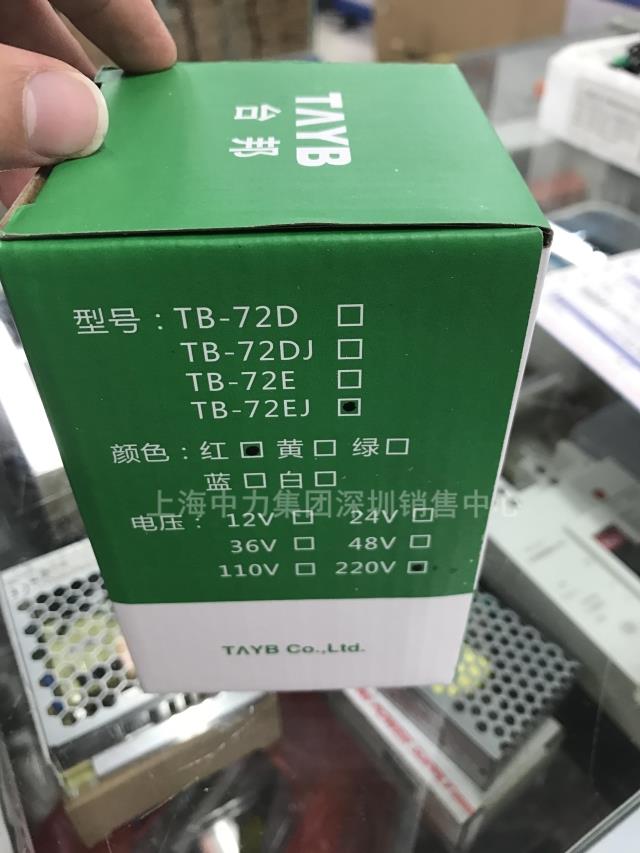 TAYB
台邦
型号：TB-72D □
TB-72DJ □
TB-72E □
TB-72EJ ■
颜色：红■ 黄□ 绿□
蓝□ 白□
上海中力集团深圳销售中心
电压：12V □ 24V □
36V □ 48V □
110V □ 220V ■
TAYB Co.,Ltd.